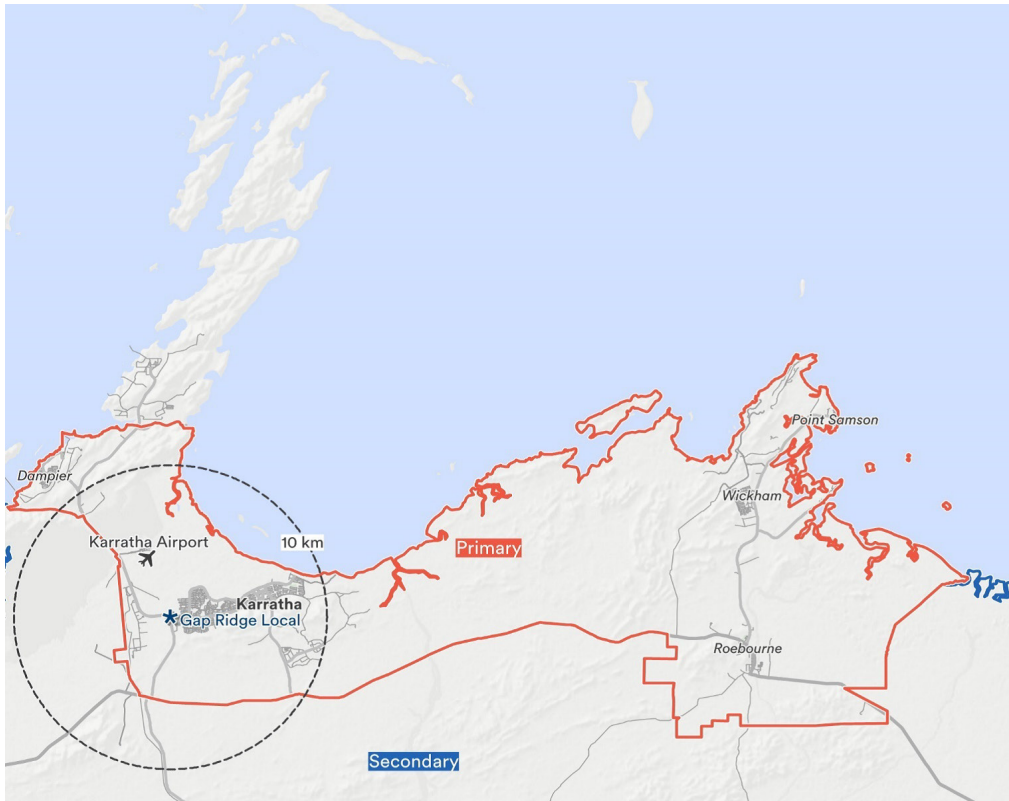 Point Samson
Dampier
Wickham
10 km
Karratha Airport
Primary
Karratha
Gap Ridge Local
Roebourne
Secondary